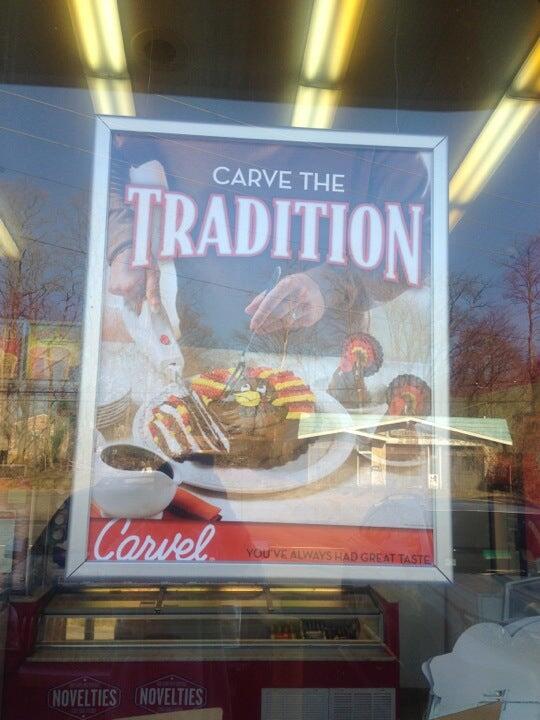 CARVE THE
TRADITION
Carvel
YOU'VE ALWAYS HAD GREAT TASTE
NOVELTIES NOVELTIES